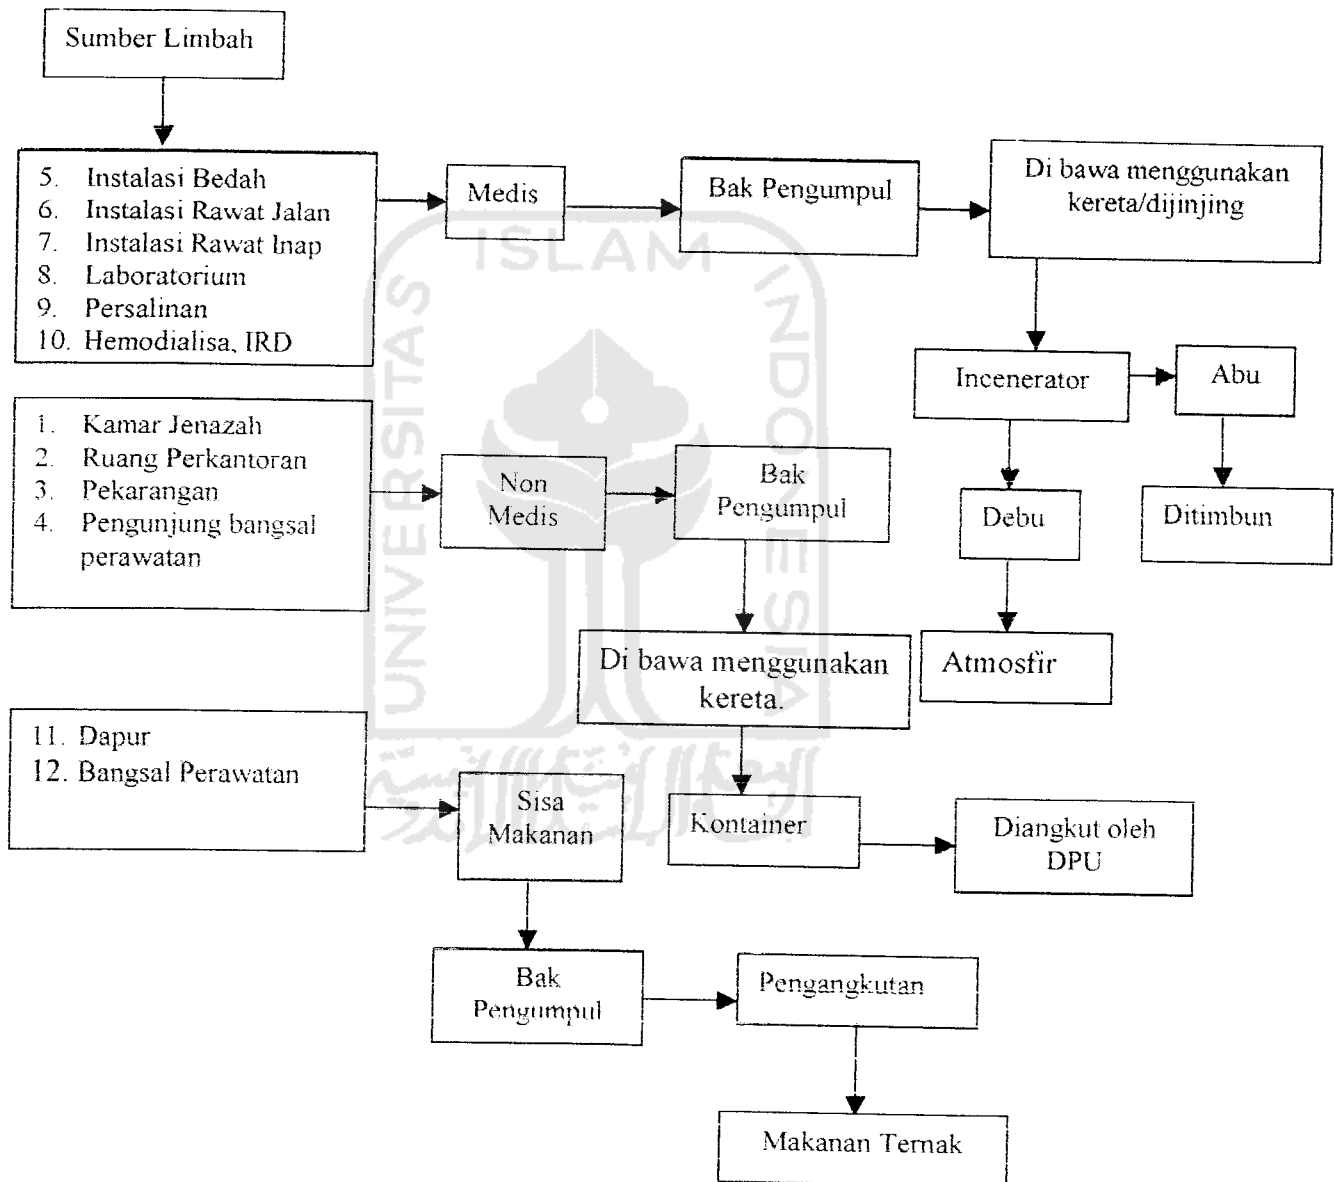 Sumber Limbah
5. Instalasi Bedah
6. Instalasi Rawat Jalan
7. Instalasi Rawat Inap
8. Laboratorium
9. Persalinan
10. Hemodialisa, IRD
Medis
Bak Pengumpul
Di bawa menggunakan
kereta/dijinjing
Incenerator
Abu
Debu
Ditimbun
Atmosfir
1. Kamar Jenazah
2. Ruang Perkantoran
3. Pekarangan
4. Pengunjung bangsal
perawatan
Non
Medis
Bak
Pengumpul
Di bawa menggunakan
kereta.
Kontainer
Diangkut oleh
DPU
11. Dapur
12. Bangsal Perawatan
Sisa
Makanan
Bak
Pengumpul
Pengangkutan
Makanan Ternak
UNIVERSITAS
ISLAM
INDONESIA